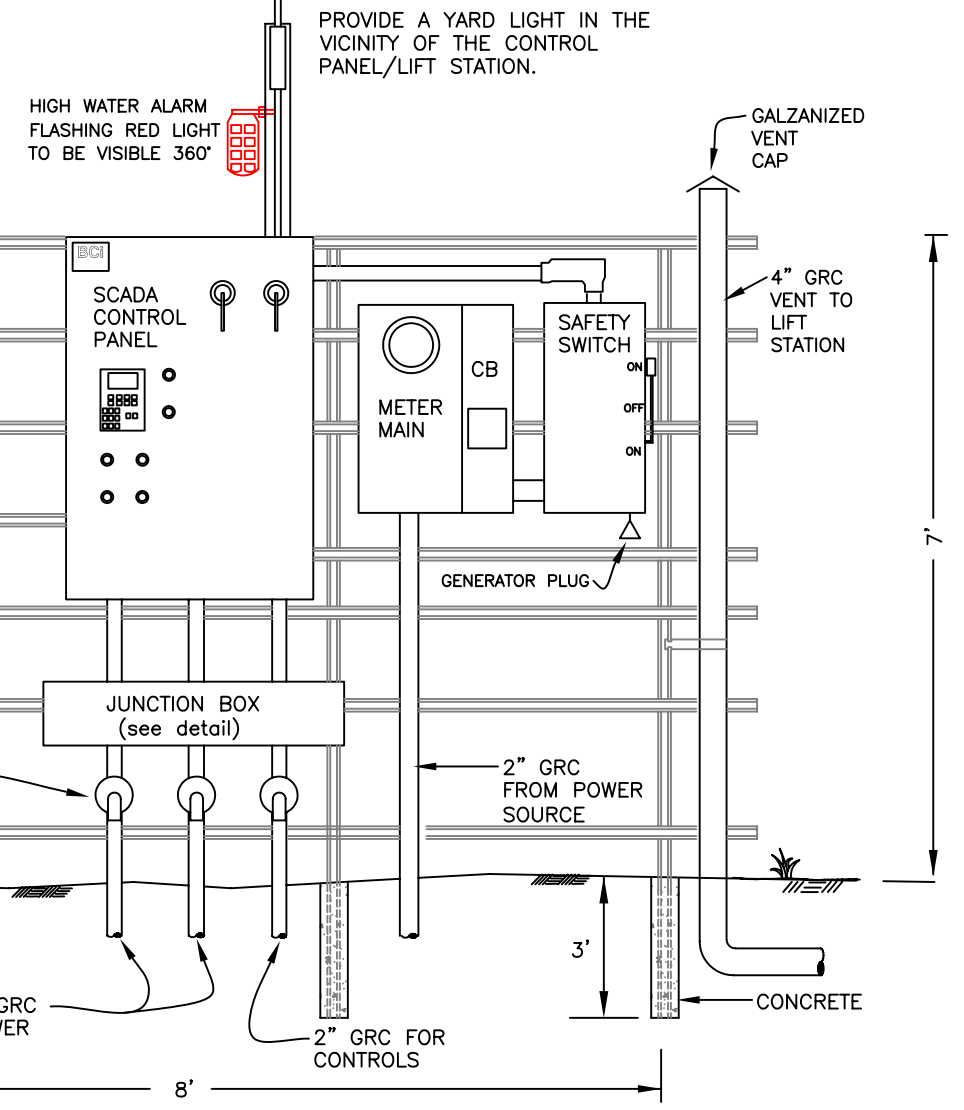 PROVIDE A YARD LIGHT IN THE
VICINITY OF THE CONTROL
PANEL/LIFT STATION.
HIGH WATER ALARM
FLASHING RED LIGHT
TO BE VISIBLE 360°
GALZANIZED
VENT
CAP
BCi
SCADA
CONTROL
PANEL
4" GRC
VENT TO
LIFT
STATION
SAFETY
SWITCH
ON
OFF
ON
CB
METER
MAIN
7'
GENERATOR PLUG
JUNCTION BOX
(see detail)
2" GRC
FROM POWER
SOURCE
3'
GRC
WER
CONCRETE
2" GRC FOR
CONTROLS
8'